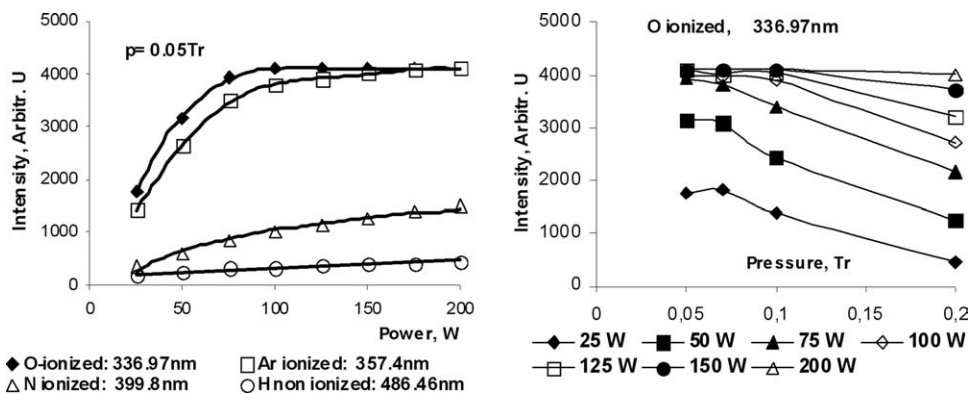 Intensity, Arbitr. U
5000
4000
3000
2000
1000
0
p= 0.05Tr
0 50 100 150 200
Power, W
O-ionized: 336.97nm Ar ionized: 357.4nm
N ionized: 399.8nm H non ionized: 486.46nm
Intensity, Arbitr. U
5000
4000
3000
2000
1000
0
O ionized, 336.97nm
Pressure, Tr
0 0,05 0,1 0,15 0,2
25 W 50 W 75 W 100 W
125 W 150 W 200 W